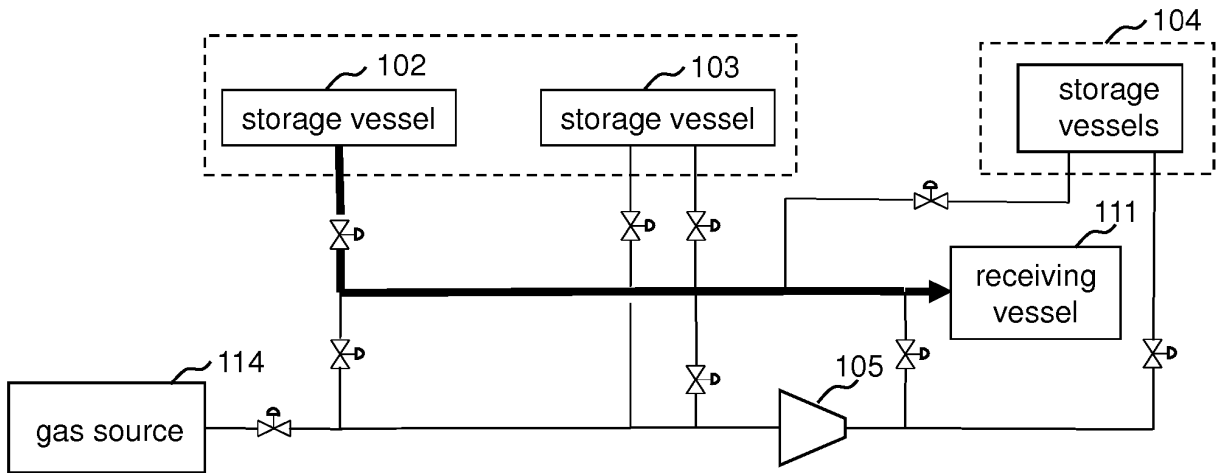 104
102
103
storage vessel
storage vessel
storage
vessels
111
receiving
vessel
114
105
gas source